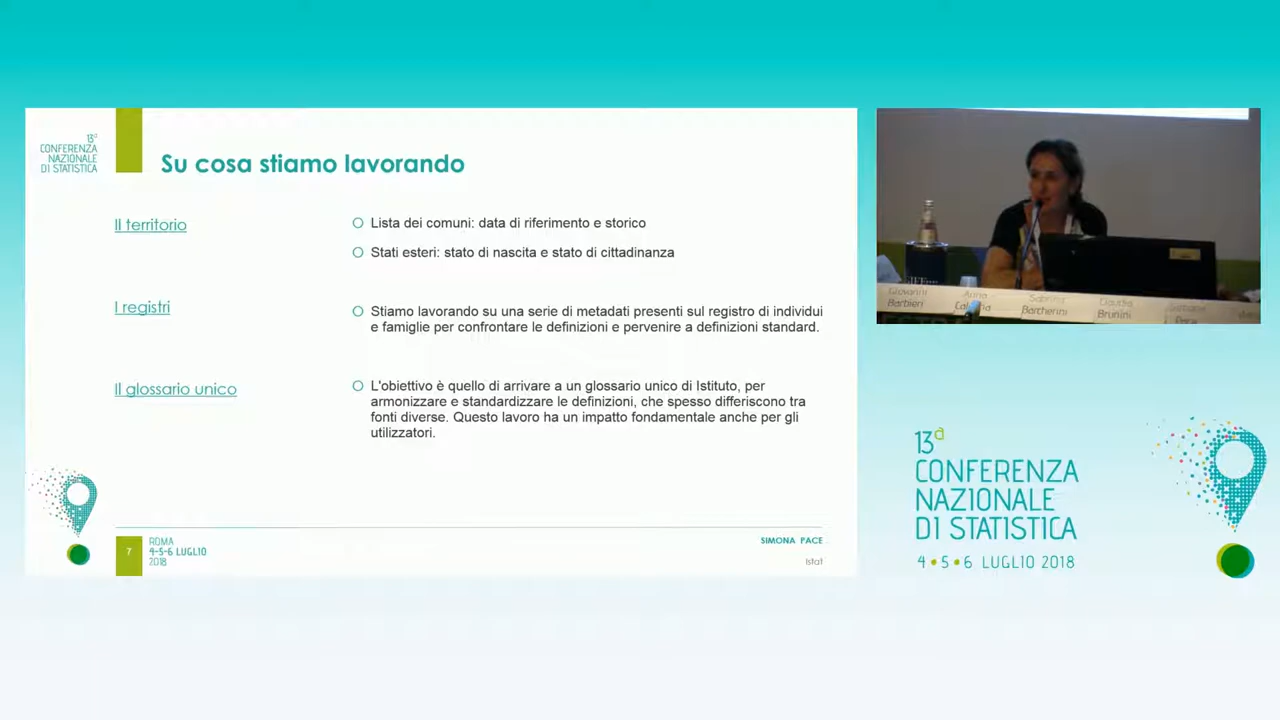 13ª
CONFERENZA
NAZIONALE
DI STATISTICA
Su cosa stiamo lavorando
Il territorio
Lista dei comuni: data di riferimento e storico
Stati esteri: stato di nascita e stato di cittadinanza
I registri
Stiamo lavorando su una serie di metadati presenti sul registro di individui
e famiglie per confrontare le definizioni e pervenire a definizioni standard.
Il glossario unico
L'obiettivo è quello di arrivare a un glossario unico di Istituto, per
armonizzare e standardizzare le definizioni, che spesso differiscono tra
fonti diverse. Questo lavoro ha un impatto fondamentale anche per gli
utilizzatori.
7
ROMA
4-5-6 LUGLIO
2018
SIMONA PACE
Istat
Giovanni
Barbieri
Anna
Sabrina
Barcherini
Claudia
Brunini
13ª
CONFERENZA
NAZIONALE
DI STATISTICA
4•5•6 LUGLIO 2018